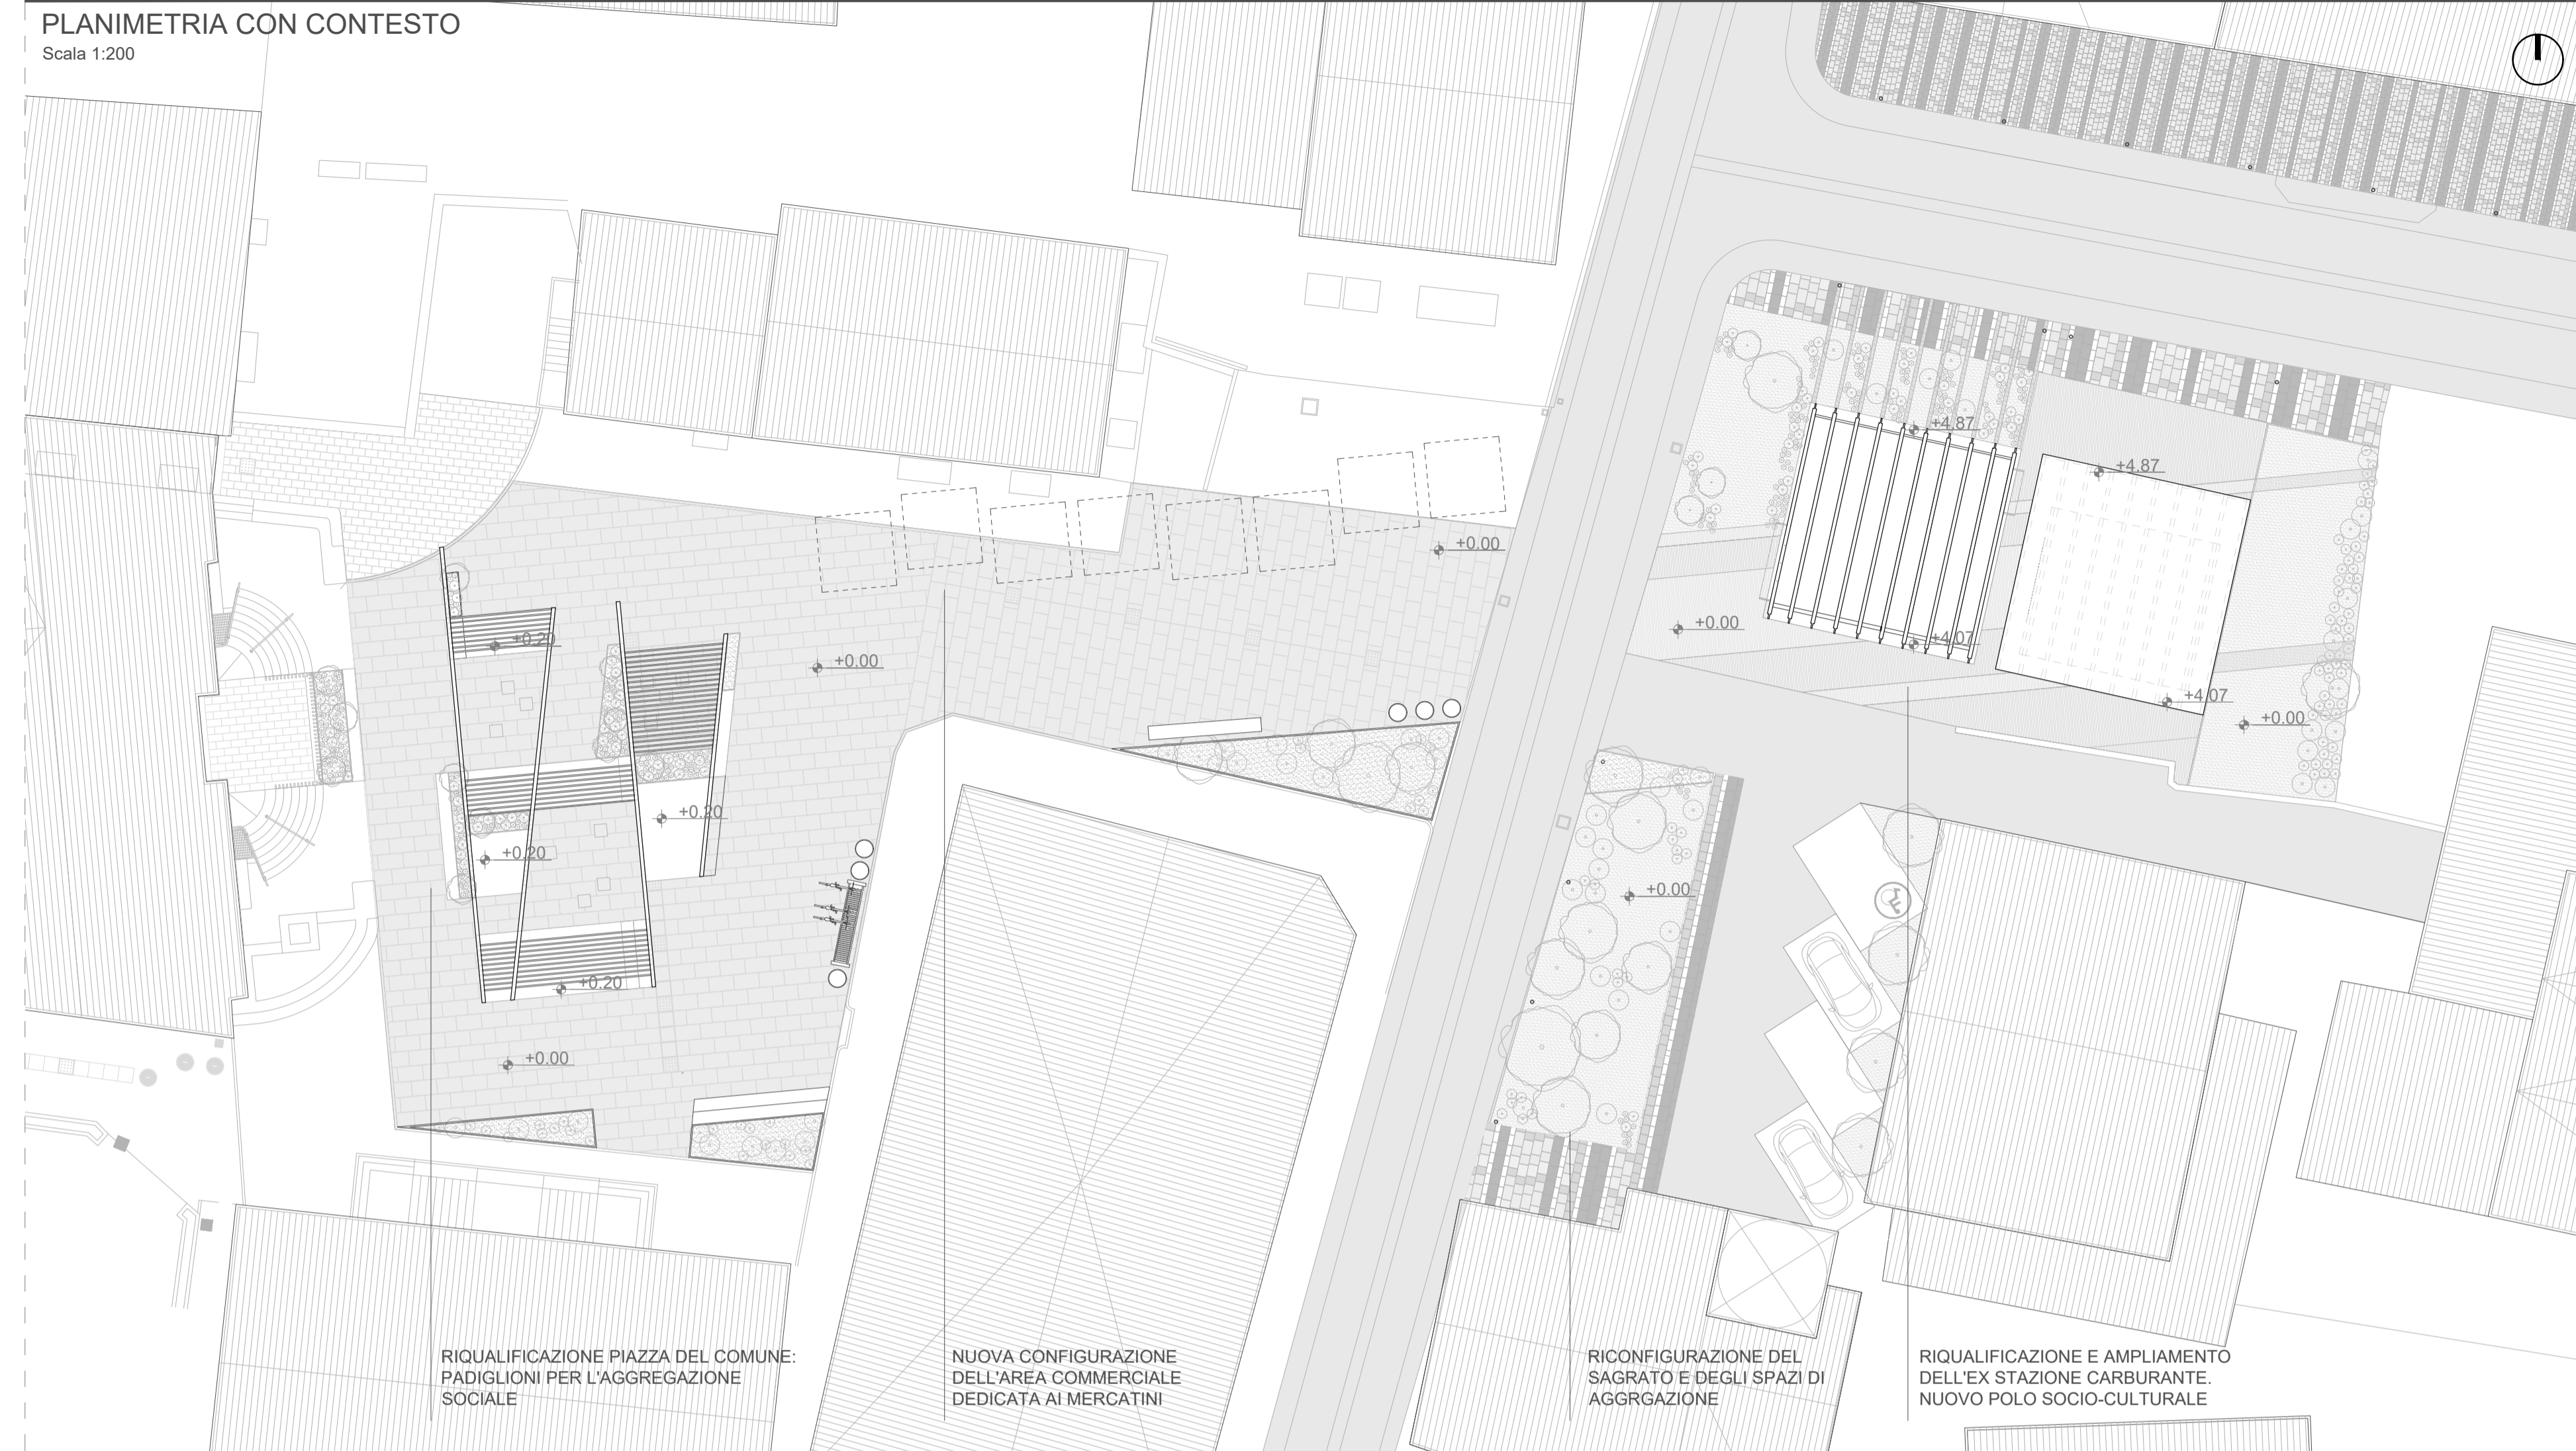 PLANIMETRIA CON CONTESTO
Scala 1:200
+4.87
+4.87
+0.00
+0.00
+4.07
+0.20
+0.00
+4.07
+0.00
+0.20
+0.20
+0.00
+0.20
+0.00
RIQUALIFICAZIONE PIAZZA DEL COMUNE:
PADIGLIONI PER L'AGGREGAZIONE
SOCIALE
NUOVA CONFIGURAZIONE
DELL'AREA COMMERCIALE
DEDICATA AI MERCATINI
RICONFIGURAZIONE DEL
SAGRATO E DEGLI SPAZI DI
AGGRGAZIONE
RIQUALIFICAZIONE E AMPLIAMENTO
DELL'EX STAZIONE CARBURANTE.
NUOVO POLO SOCIO-CULTURALE